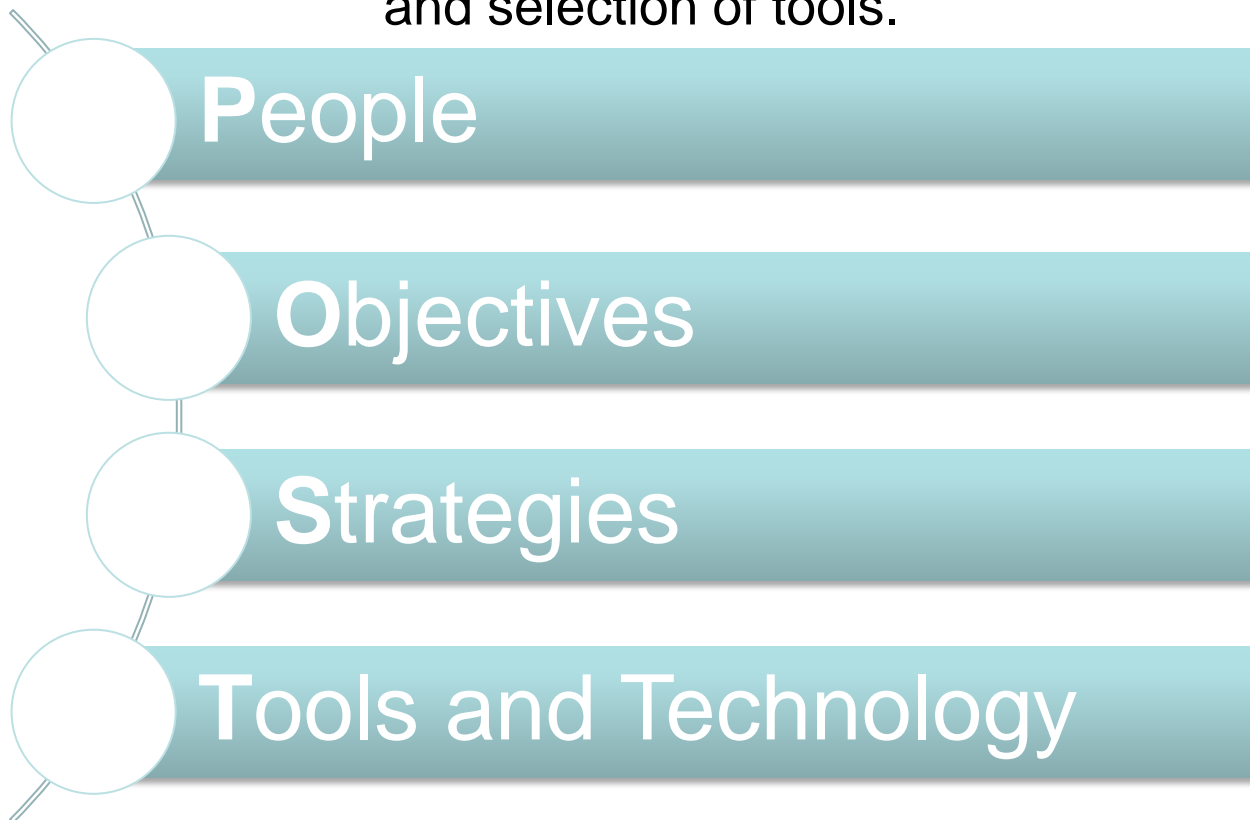 and selection of tools.
People
Objectives
Strategies
Tools and Technology